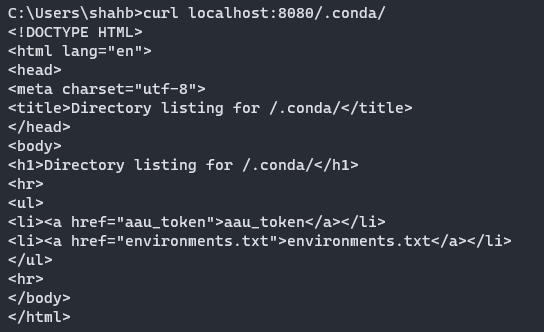 C:\Users\shahb>curl localhost:8080/.conda/
<!DOCTYPE HTML>
<html lang="en">
<head>
<meta charset="utf-8">
<title>Directory listing for /.conda/</title>
</head>
<body>
<h1>Directory listing for /.conda/</h1>
<hr>
<ul>
<li><a href="aau_token">aau_token</a></li>
<li><a href="environments.txt">environments.txt</a></li>
</ul>
<hr>
</body>
</html>